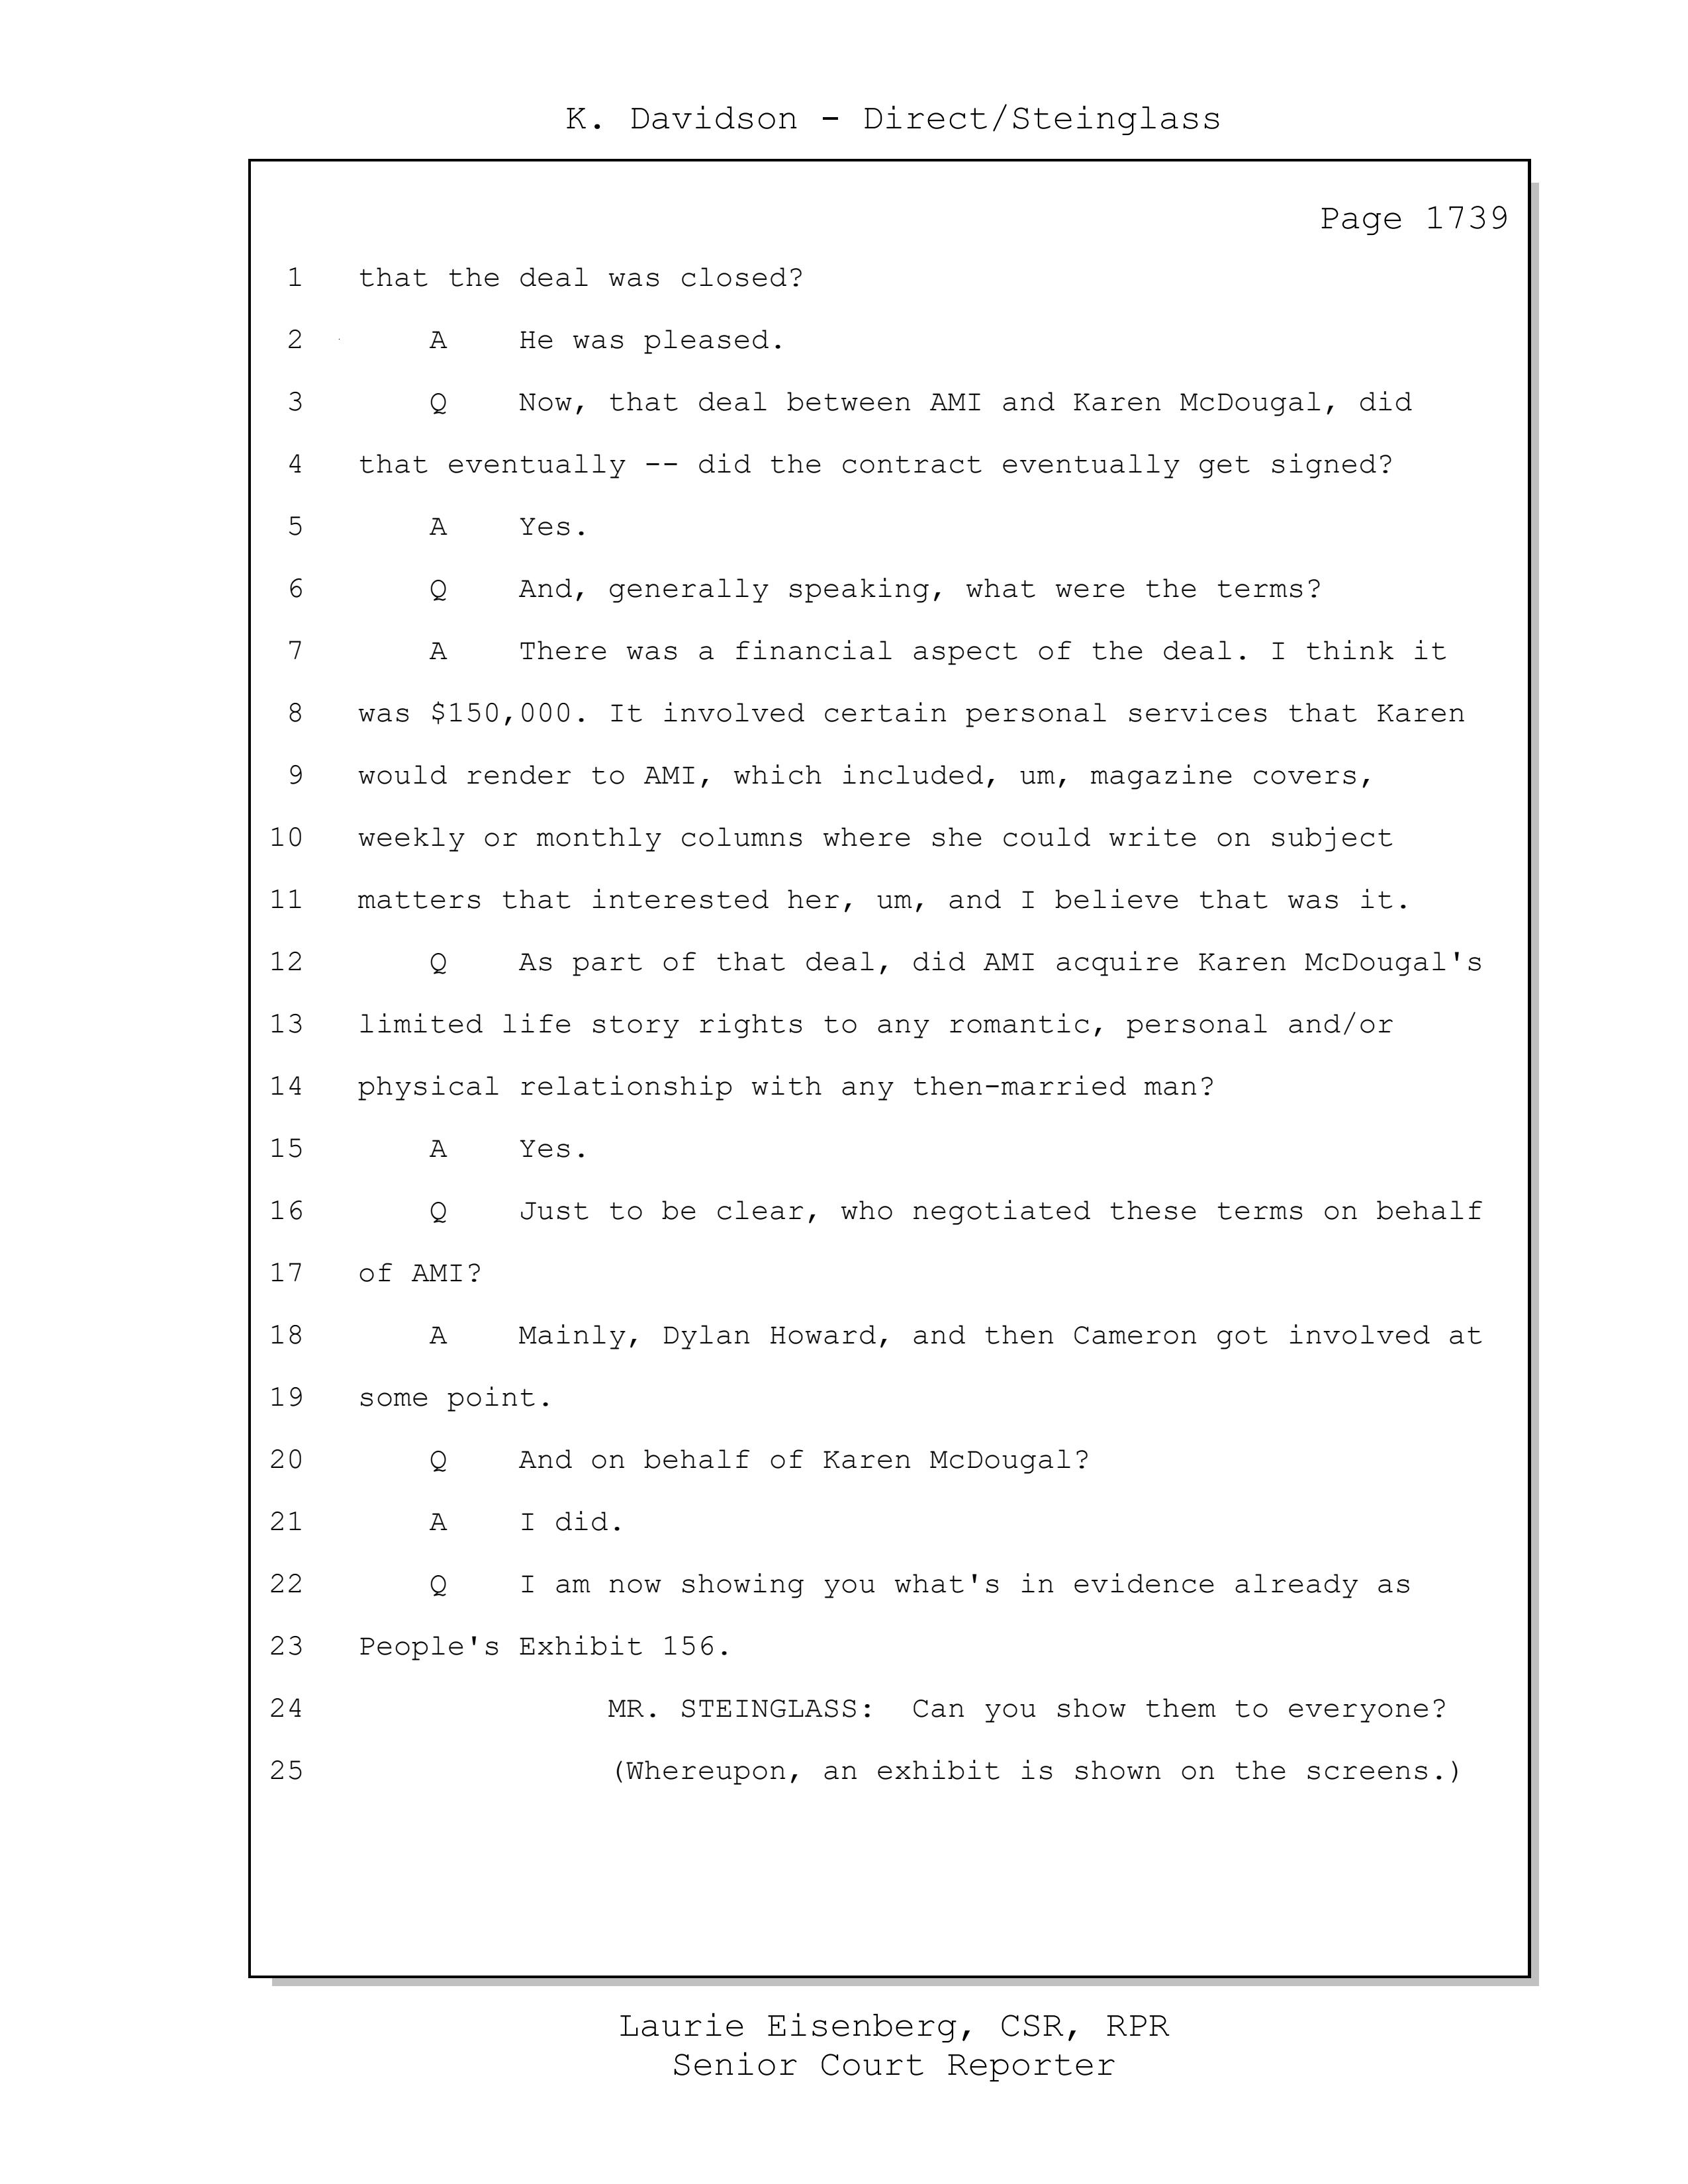 K. Davidson - Direct/Steinglass
Page 1739
1 that the deal was closed?
2 A He was pleased.
3 Q Now, that deal between AMI and Karen McDougal, did
4 that eventually -- did the contract eventually get signed?
5 A Yes.
6 Q And, generally speaking, what were the terms?
7 A There was a financial aspect of the deal. I think it
8 was $150,000. It involved certain personal services that Karen
9 would render to AMI, which included, um, magazine covers,
10 weekly or monthly columns where she could write on subject
11 matters that interested her, um, and I believe that was it.
12 Q As part of that deal, did AMI acquire Karen McDougal's
13 limited life story rights to any romantic, personal and/or
14 physical relationship with any then-married man?
15 A Yes.
16 Q Just to be clear, who negotiated these terms on behalf
17 of AMI?
18 A Mainly, Dylan Howard, and then Cameron got involved at
19 some point.
20 Q And on behalf of Karen McDougal?
21 A I did.
22 Q I am now showing you what's in evidence already as
23 People's Exhibit 156.
24 MR. STEINGLASS: Can you show them to everyone?
25 (Whereupon, an exhibit is shown on the screens.)
Laurie Eisenberg, CSR, RPR
Senior Court Reporter